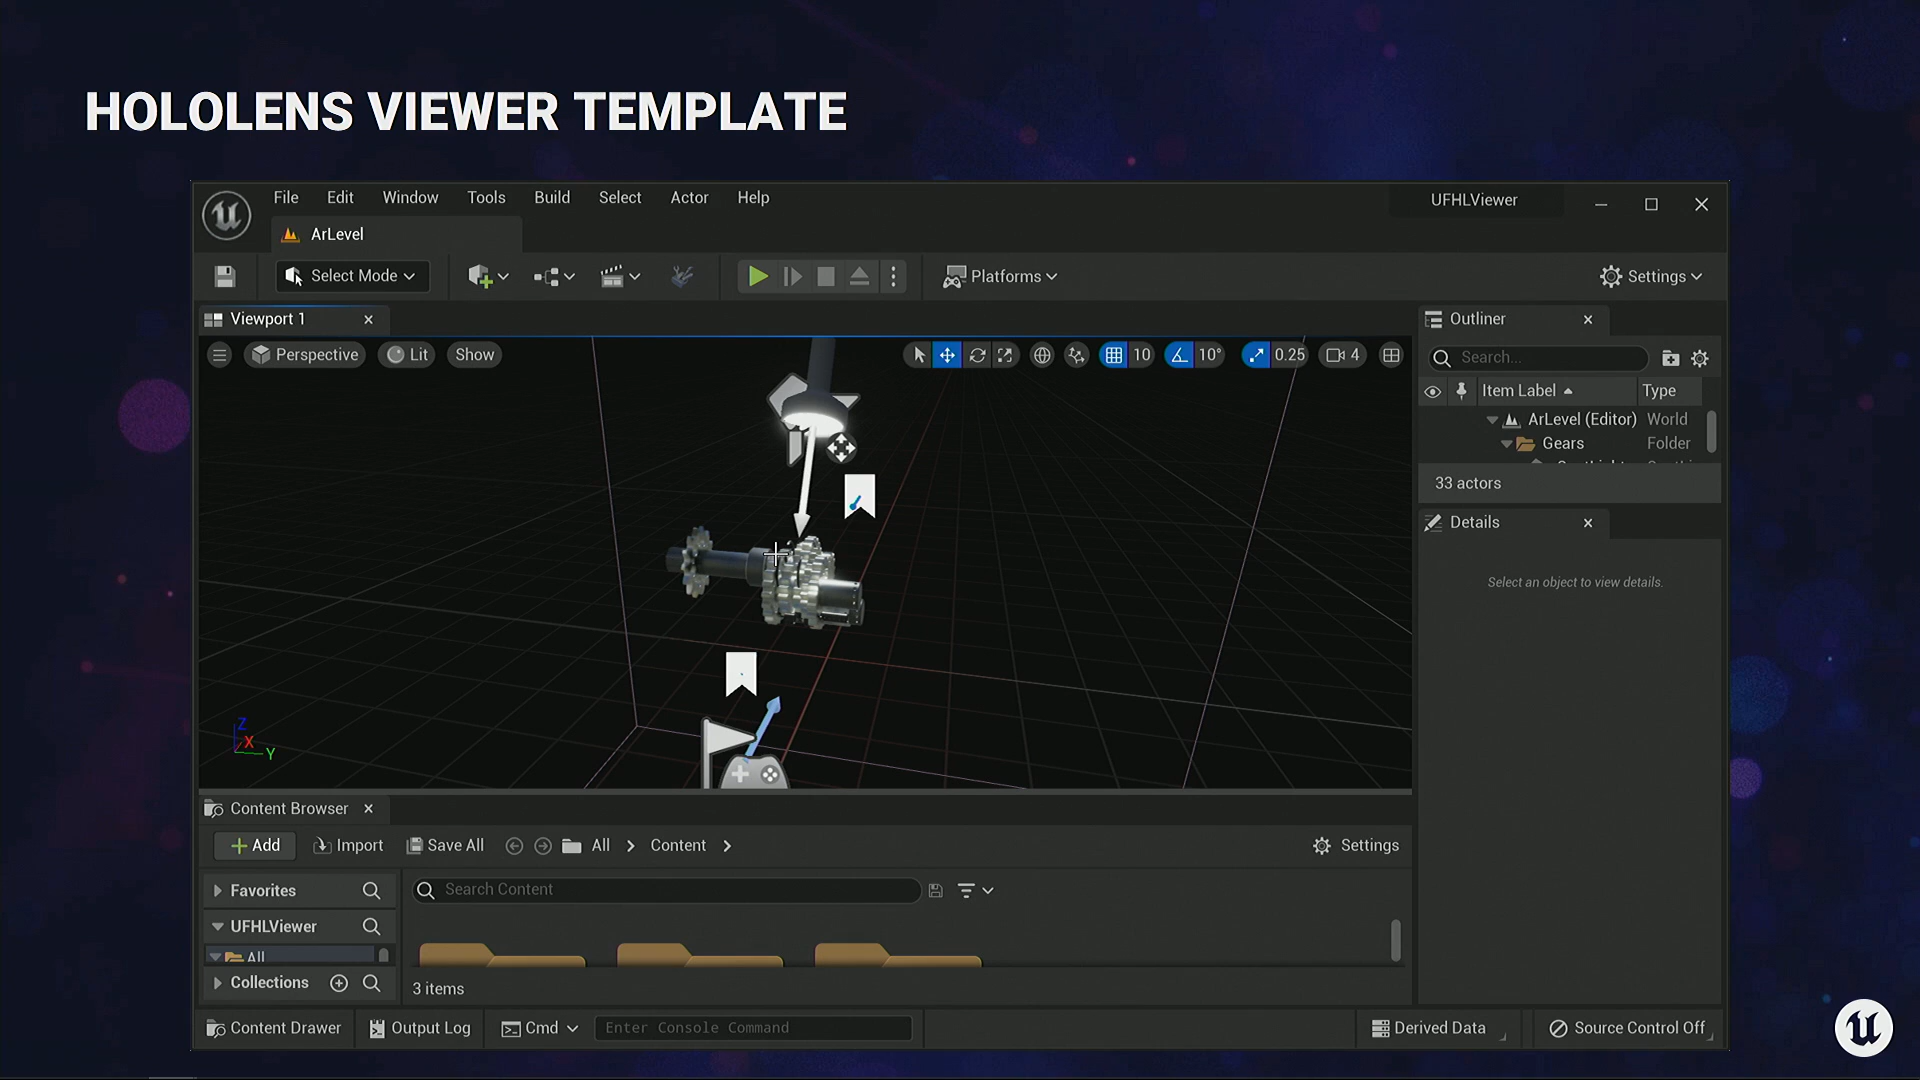 HOLOLENS VIEWER TEMPLATE
File Edit Window Tools Build Select Actor Help
UFHLViewer
ArLevel
Select Mode
Platforms
Settings
Viewport 1
Outliner
Perspective Lit Show
10 10° 0.25 4
Search...
Item Label Type
ArLevel (Editor) World
Gears Folder
33 actors
Details
Select an object to view details.
Z
X
Y
Content Browser
Add Import Save All All Content Settings
Favorites
Search Content
UFHLViewer
All
Collections
3 items
Content Drawer Output Log Cmd Enter Console Command Derived Data Source Control Off